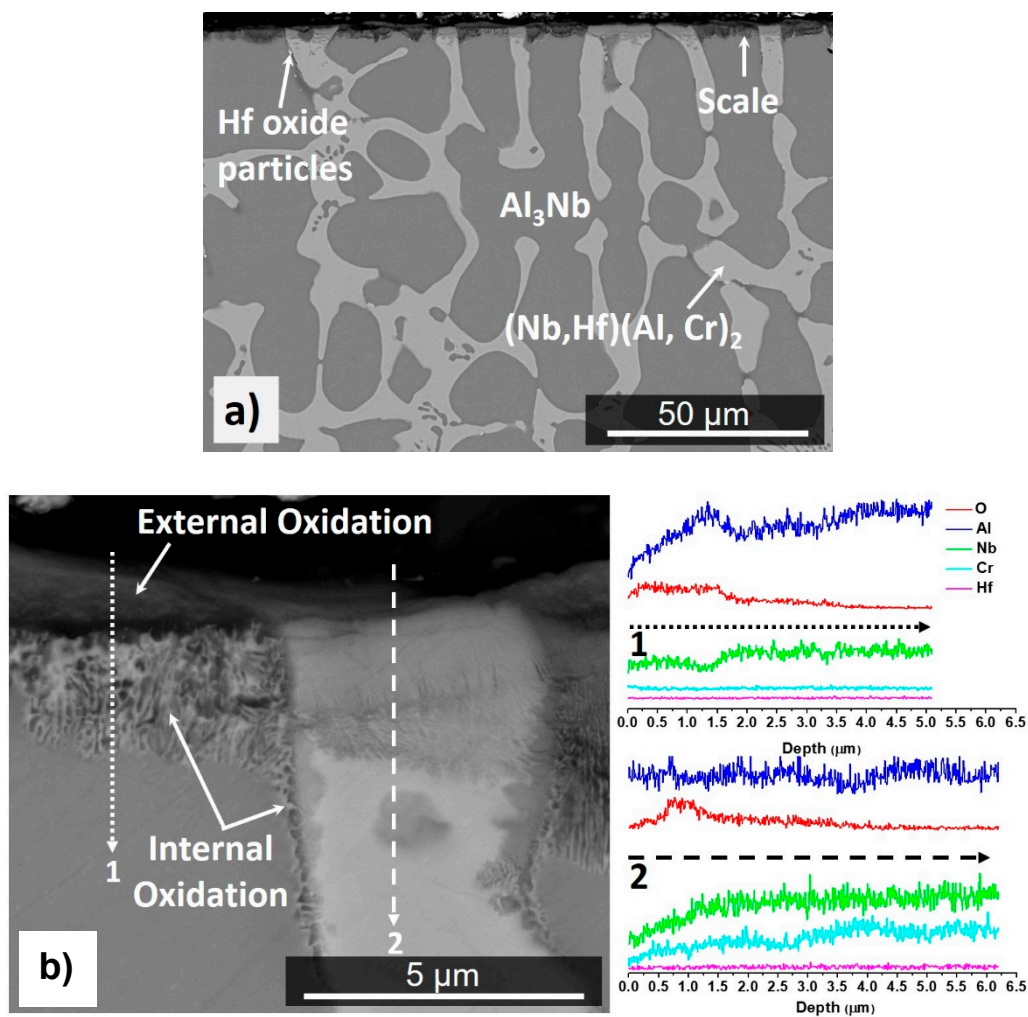 Hf oxide
particles
Scale
Al₃Nb
(Nb,Hf)(Al, Cr)₂
a)
50 µm
External Oxidation
1
Internal
Oxidation
2
b)
5 µm
O
Al
Nb
Cr
Hf
1
0.0 0.5 1.0 1.5 2.0 2.5 3.0 3.5 4.0 4.5 5.0 5.5 6.0 6.5
Depth (µm)
2
0.0 0.5 1.0 1.5 2.0 2.5 3.0 3.5 4.0 4.5 5.0 5.5 6.0 6.5
Depth (µm)